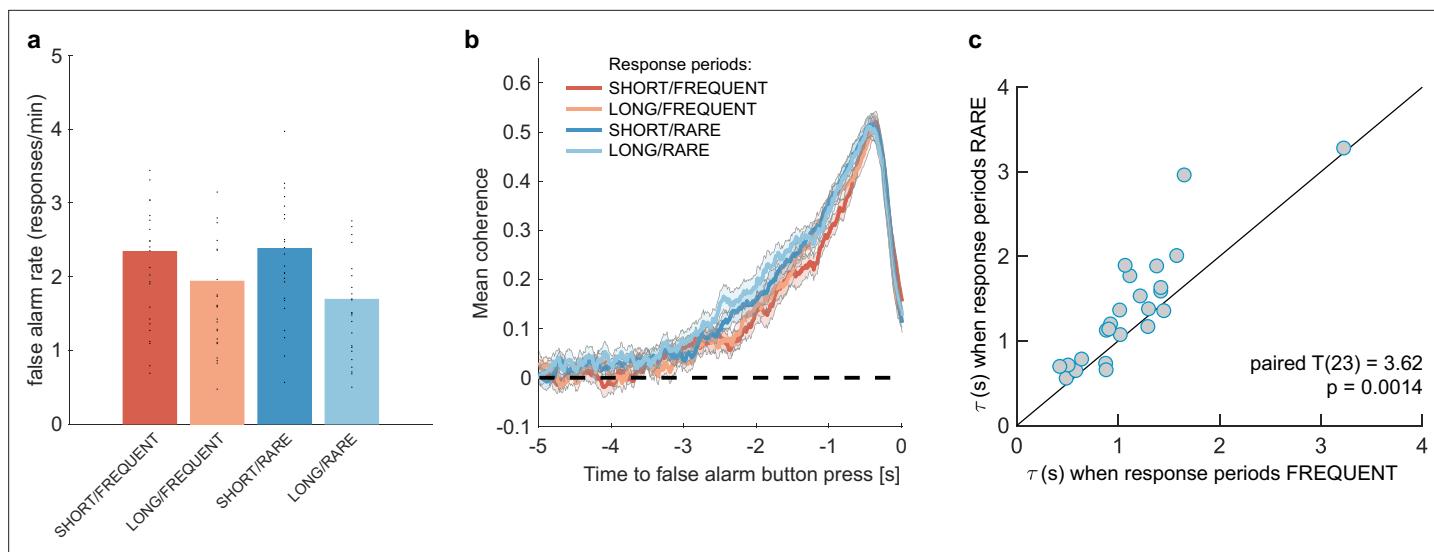 a
false alarm rate (responses/min)
5
4
3
2
1
0
SHORT/FREQUENT
LONG/FREQUENT
SHORT/RARE
LONG/RARE
b
Mean coherence
0.6
0.5
0.4
0.3
0.2
0.1
0
-0.1
Response periods:
SHORT/FREQUENT
LONG/FREQUENT
SHORT/RARE
LONG/RARE
-5 -4 -3 -2 -1 0
Time to false alarm button press [s]
c
τ (s) when response periods RARE
4
3
2
1
0
paired T(23) = 3.62
p = 0.0014
0 1 2 3 4
τ (s) when response periods FREQUENT